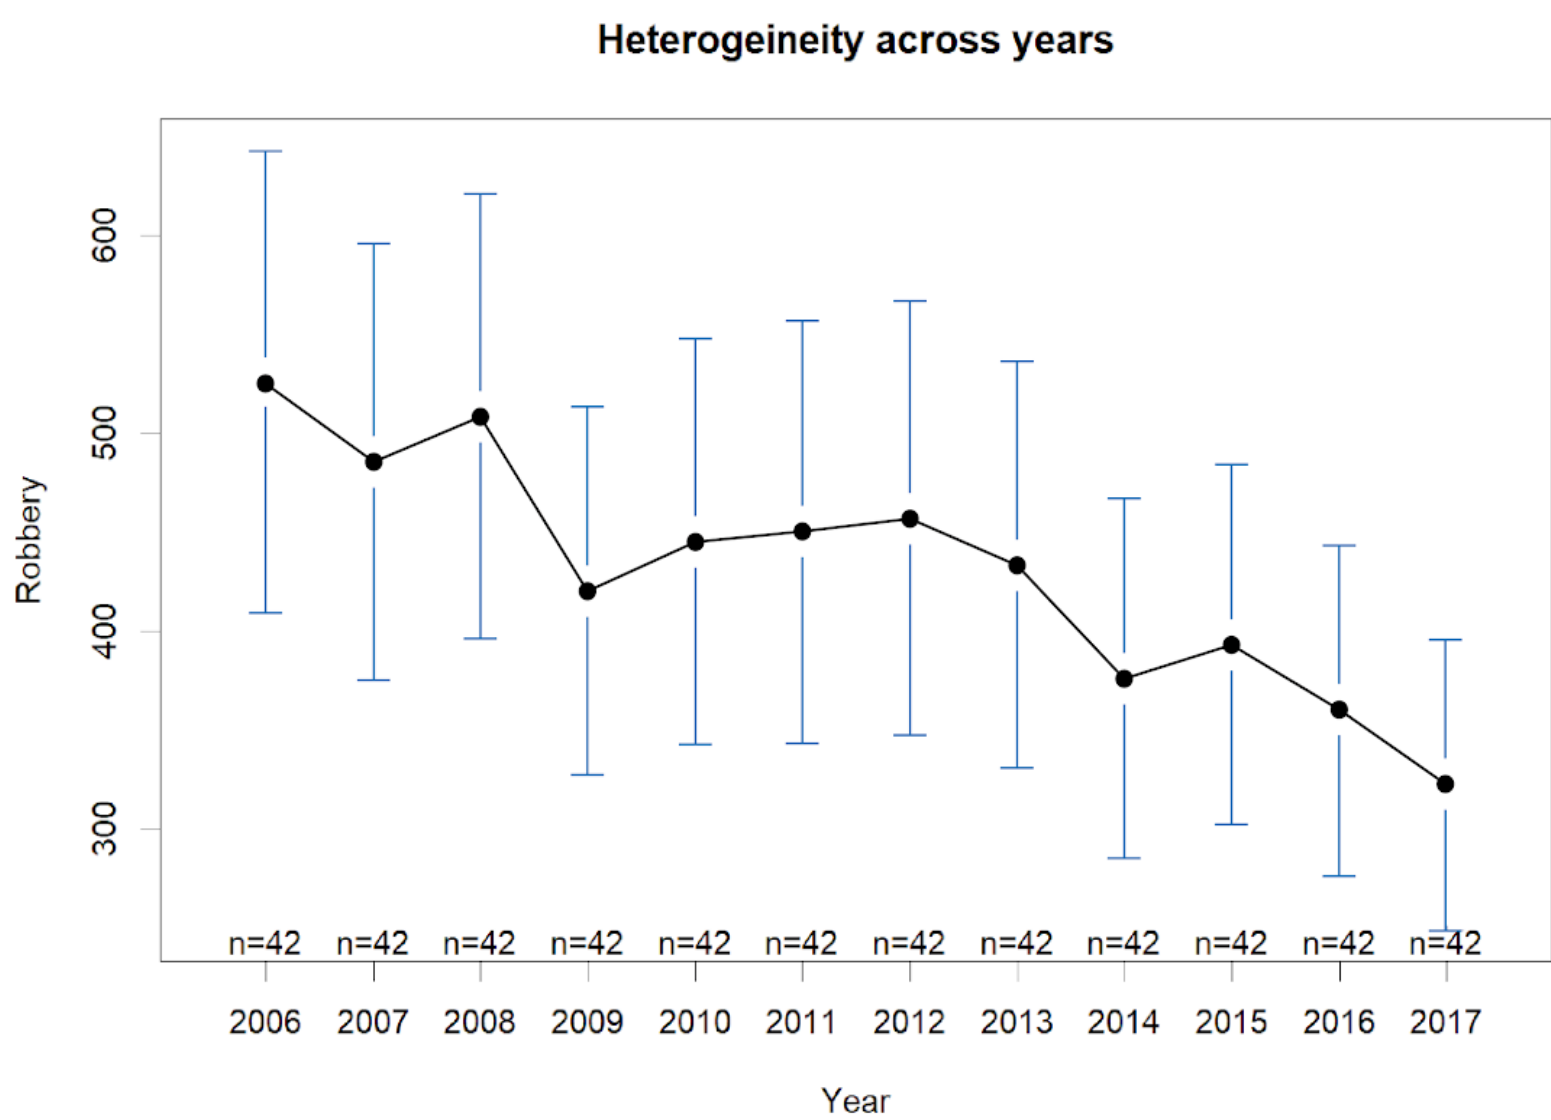 Heterogeineity across years
Robbery
600
500
400
300
n=42 n=42 n=42 n=42 n=42 n=42 n=42 n=42 n=42 n=42 n=42 n=42
2006 2007 2008 2009 2010 2011 2012 2013 2014 2015 2016 2017
Year